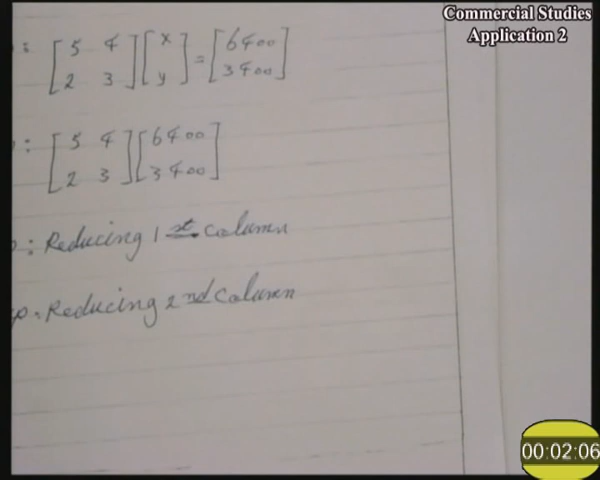 Commercial Studies
Application 2
: [5 4 [x = [6400
2 3] y] 3400]
: [5 4 [6400
2 3] 3400]
: Reducing 1st column
p: Reducing 2nd column
00:02:06